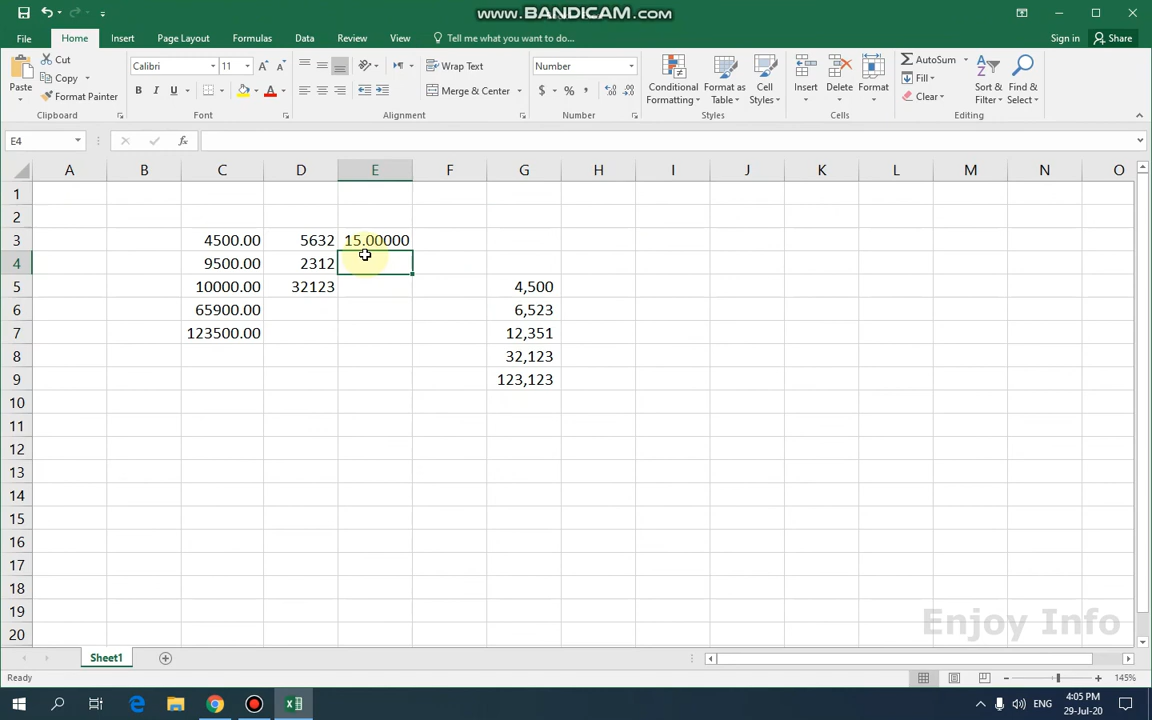 www.BANDICAM.com
File Home Insert Page Layout Formulas Data Review View Tell me what you want to do... Sign in Share
Paste Cut Copy Format Painter Clipboard
Calibri 11 B I U A Font
Wrap Text Merge & Center Alignment
Number $ % , Number
Conditional Formatting Format as Table Cell Styles Styles
Insert Delete Format Cells
AutoSum Fill Clear Sort & Filter Find & Select Editing
E4 fx
A B C D E F G H I J K L M N O
1
2
3 4500.00 5632 15.00000
4 9500.00 2312
5 10000.00 32123 4,500
6 65900.00 6,523
7 123500.00 12,351
8 32,123
9 123,123
10
11
12
13
14
15
16
17
18
19
20
Enjoy Info
Sheet1
Ready 145%
ENG 4:05 PM
29-Jul-20